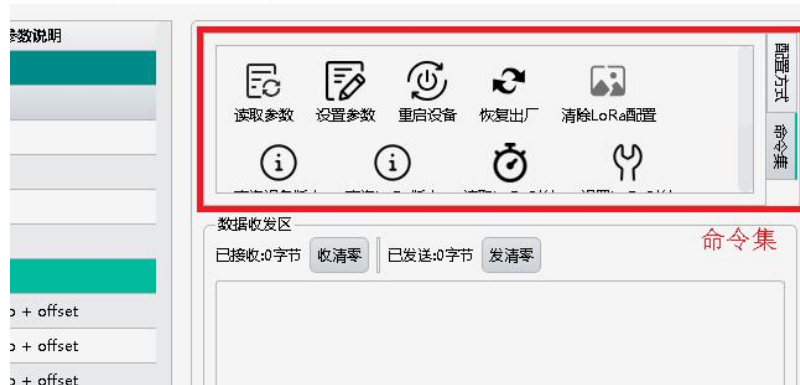 参数说明
配置方式
读取参数 设置参数 重启设备 恢复出厂 清除LoRa配置
命令集
数据收发区
命令集
已接收:0字节 收清零 已发送:0字节 发清零
+ offset
+ offset
+ offset